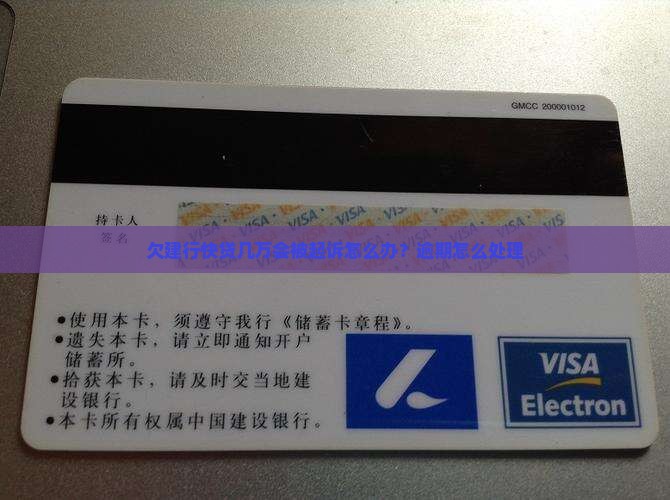 GMCC 200001012
持卡人
签名
VISA
欠建行快贷几万会被起诉怎么办?逾期怎么处理
●使用本卡，须遵守我行《储蓄卡章程》。
●遗失本卡，请立即通知开户
储蓄所。
●拾获本卡，请及时交当地建
设银行。
●本卡所有权属中国建设银行。
VISA
Electron